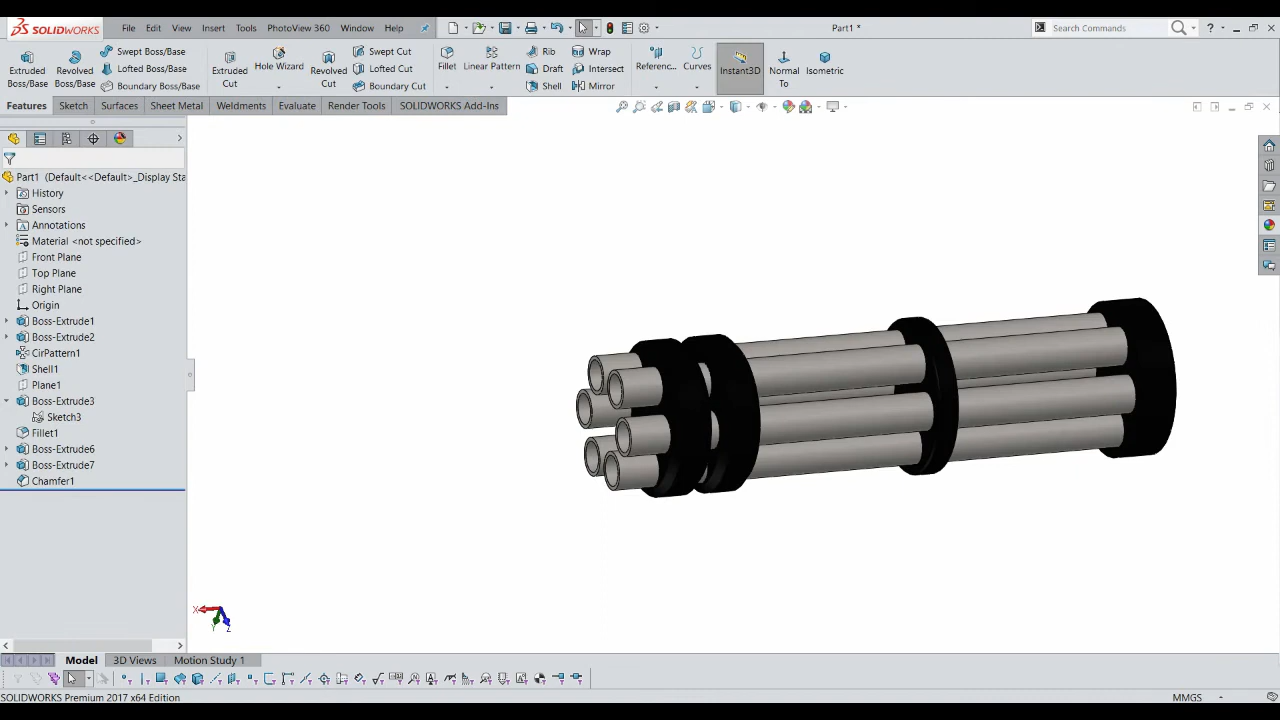 SOLIDWORKS File Edit View Insert Tools PhotoView 360 Window Help Part1 * Search Commands ?
Extruded Boss/Base
Revolved Boss/Base
Swept Boss/Base
Lofted Boss/Base
Boundary Boss/Base
Extruded Cut
Hole Wizard
Revolved Cut
Swept Cut
Lofted Cut
Boundary Cut
Fillet
Linear Pattern
Rib
Draft
Shell
Wrap
Intersect
Mirror
Referenc...
Curves
Instant3D
Normal To
Isometric
Features Sketch Surfaces Sheet Metal Weldments Evaluate Render Tools SOLIDWORKS Add-Ins
Part1 (Default<<Default>_Display Sta
History
Sensors
Annotations
Material <not specified>
Front Plane
Top Plane
Right Plane
Origin
Boss-Extrude1
Boss-Extrude2
CirPattern1
Shell1
Plane1
Boss-Extrude3
Sketch3
Fillet1
Boss-Extrude6
Boss-Extrude7
Chamfer1
X Y Z
Model 3D Views Motion Study 1
SOLIDWORKS Premium 2017 x64 Edition MMGS -